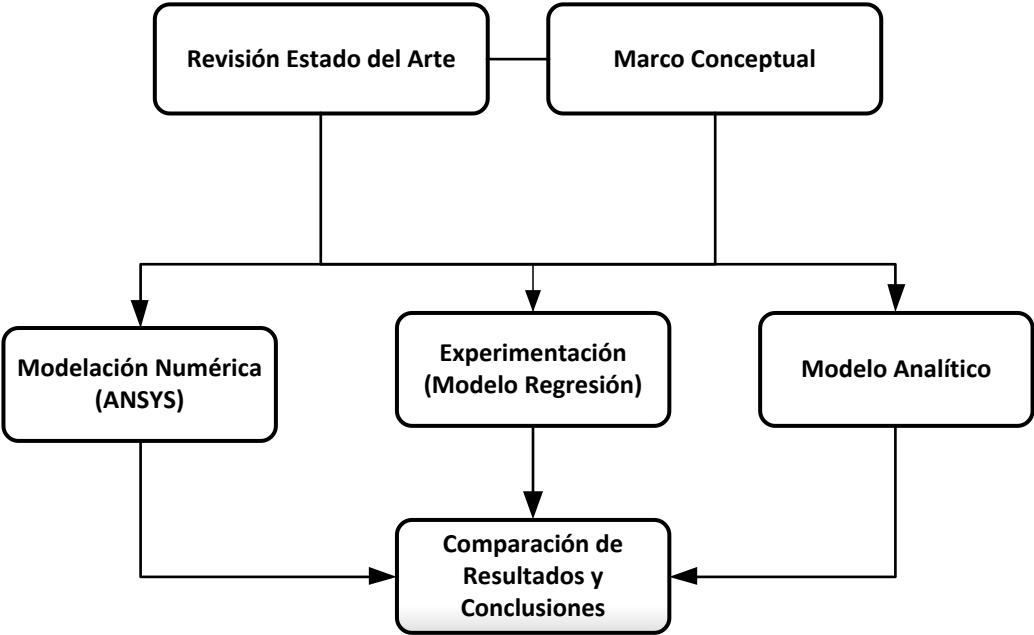 Revisión Estado del Arte
Marco Conceptual
Modelación Numérica
(ANSYS)
Experimentación
(Modelo Regresión)
Modelo Analítico
Comparación de
Resultados y
Conclusiones